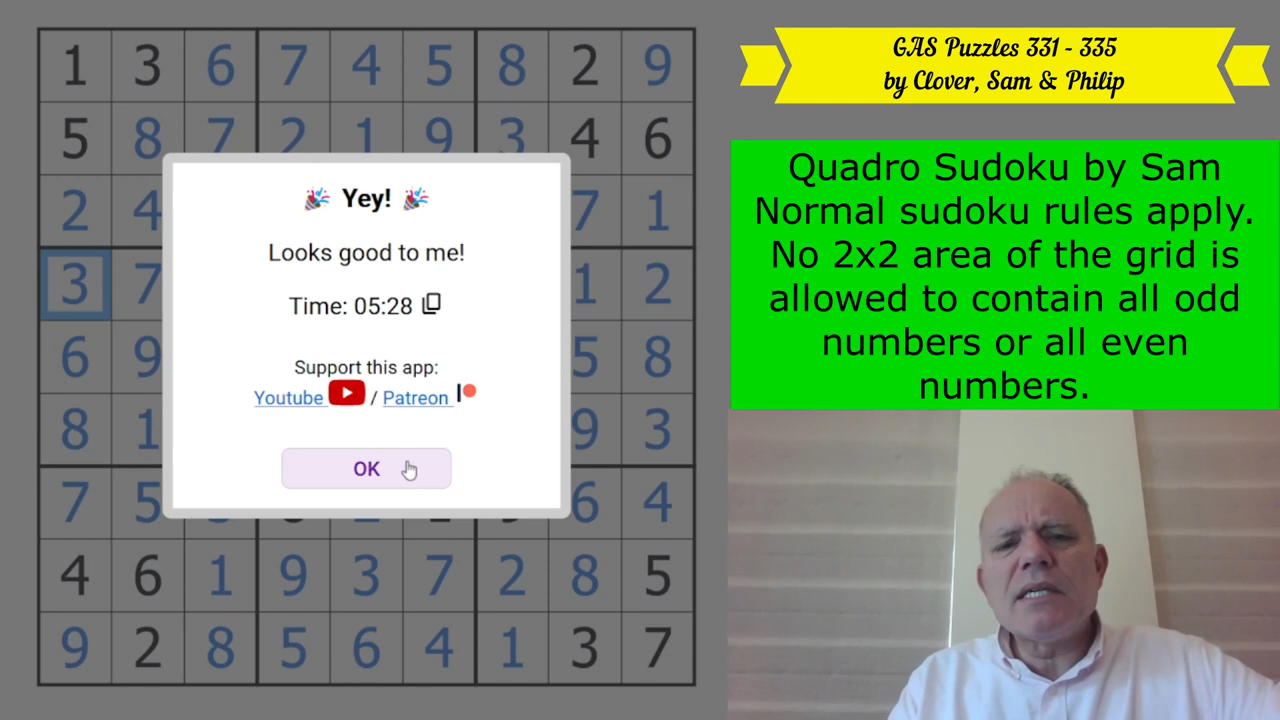 1 3 6 7 4 5 8 2 9
5 8 7 2 1 9 3 4 6
2 4 7 1
3 7 1 2
6 9 5 8
8 1 9 3
7 5 6 4
4 6 1 9 3 7 2 8 5
9 2 8 5 6 4 1 3 7
Yey!
Looks good to me!
Time: 05:28
Support this app:
Youtube / Patreon
OK
GAS Puzzles 331 - 335
by Clover, Sam & Philip
Quadro Sudoku by Sam
Normal sudoku rules apply.
No 2x2 area of the grid is
allowed to contain all odd
numbers or all even
numbers.